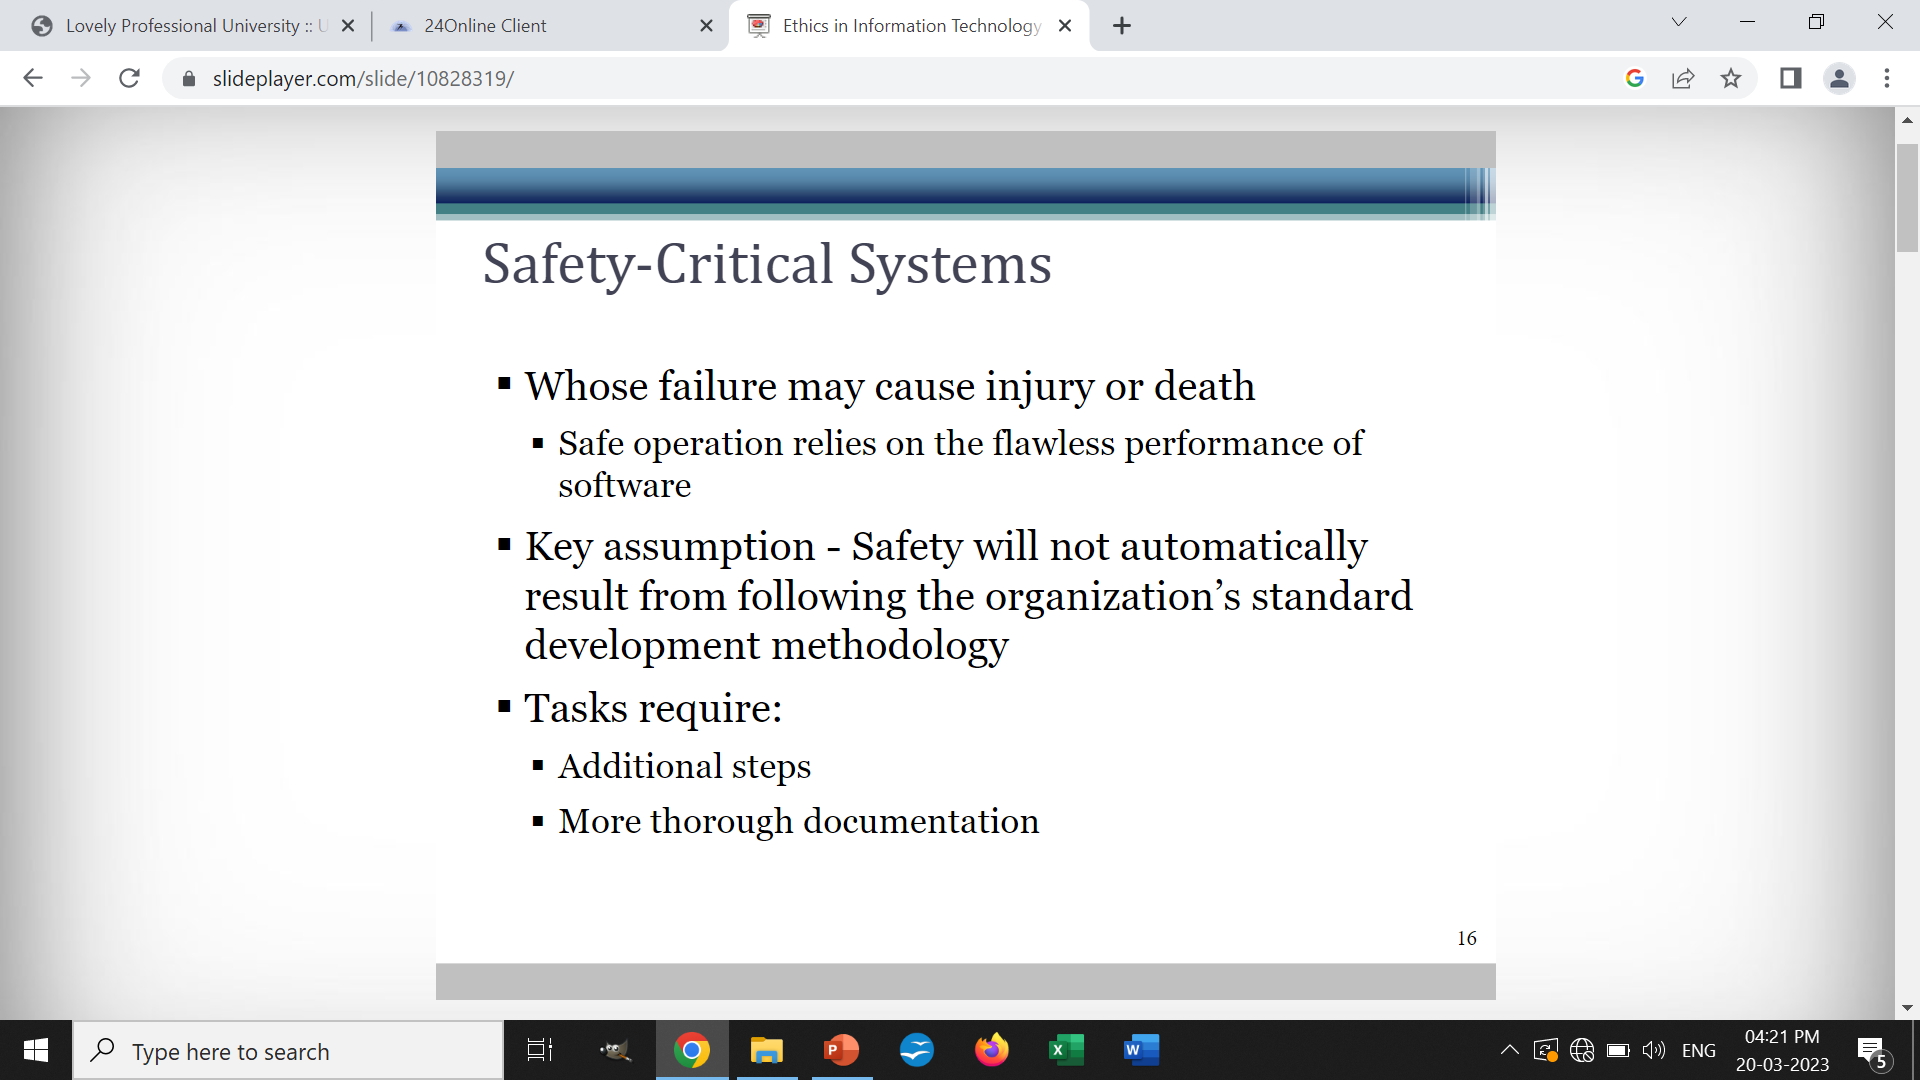 Lovely Professional University :: U
24Online Client
Ethics in Information Technology
slideplayer.com/slide/10828319/
Safety-Critical Systems
▪ Whose failure may cause injury or death
▪ Safe operation relies on the flawless performance of
software
▪ Key assumption - Safety will not automatically
result from following the organization’s standard
development methodology
▪ Tasks require:
▪ Additional steps
▪ More thorough documentation
16
Type here to search
ENG
04:21 PM
20-03-2023
5